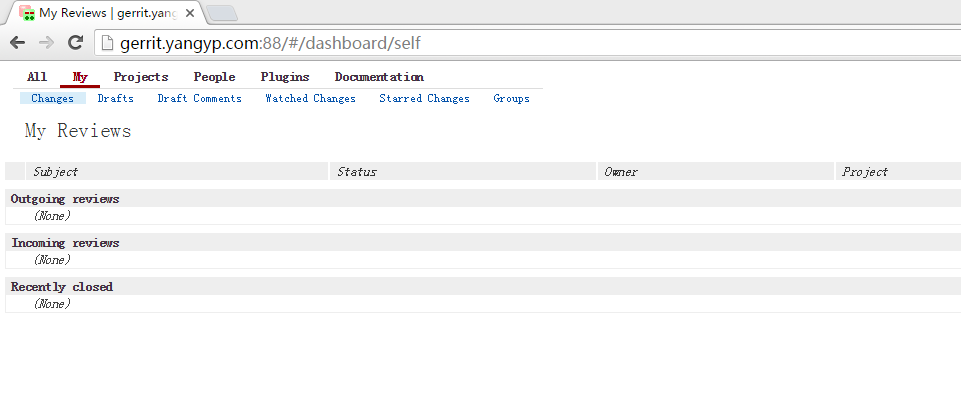 My Reviews | gerrit.yang
gerrit.yangyp.com:88/#/dashboard/self
All My Projects People Plugins Documentation
Changes Drafts Draft Comments Watched Changes Starred Changes Groups
My Reviews
Subject Status Owner Project
Outgoing reviews
(None)
Incoming reviews
(None)
Recently closed
(None)